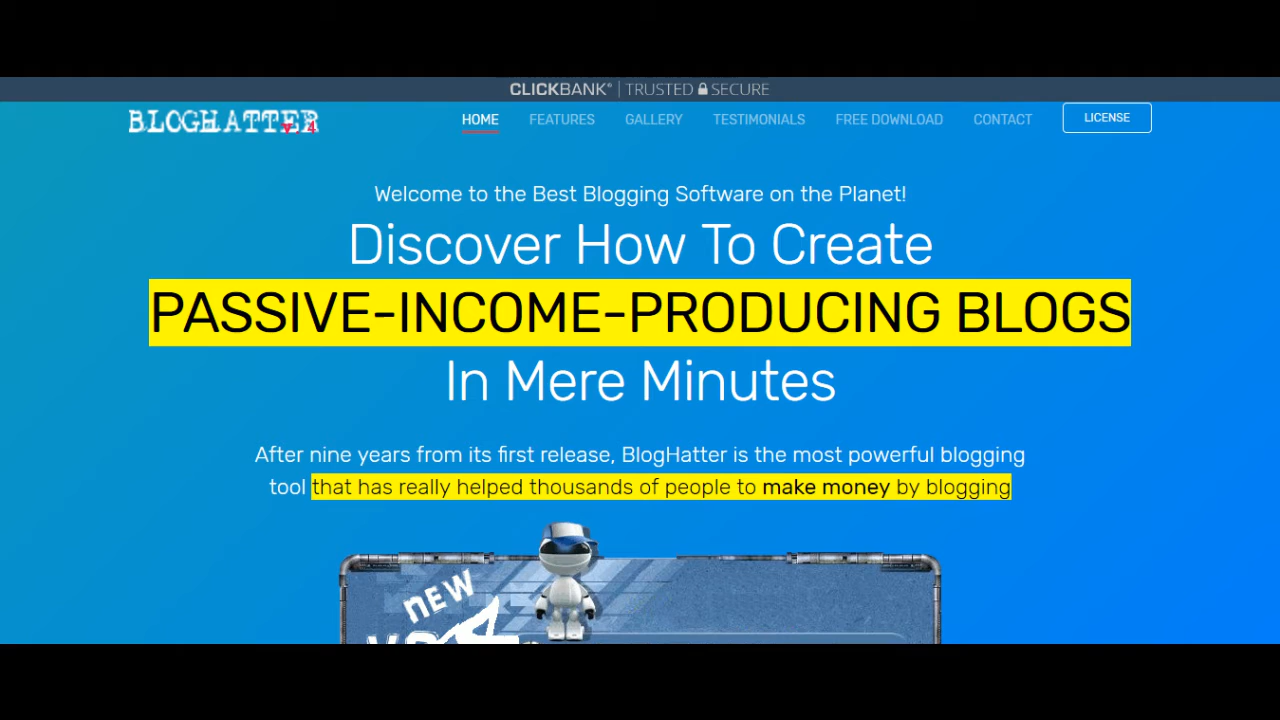 CLICKBANK® | TRUSTED SECURE
BLOGHATTER v 4
HOME FEATURES GALLERY TESTIMONIALS FREE DOWNLOAD CONTACT LICENSE
Welcome to the Best Blogging Software on the Planet!
Discover How To Create
PASSIVE-INCOME-PRODUCING BLOGS
In Mere Minutes
After nine years from its first release, BlogHatter is the most powerful blogging
tool that has really helped thousands of people to make money by blogging
NEW